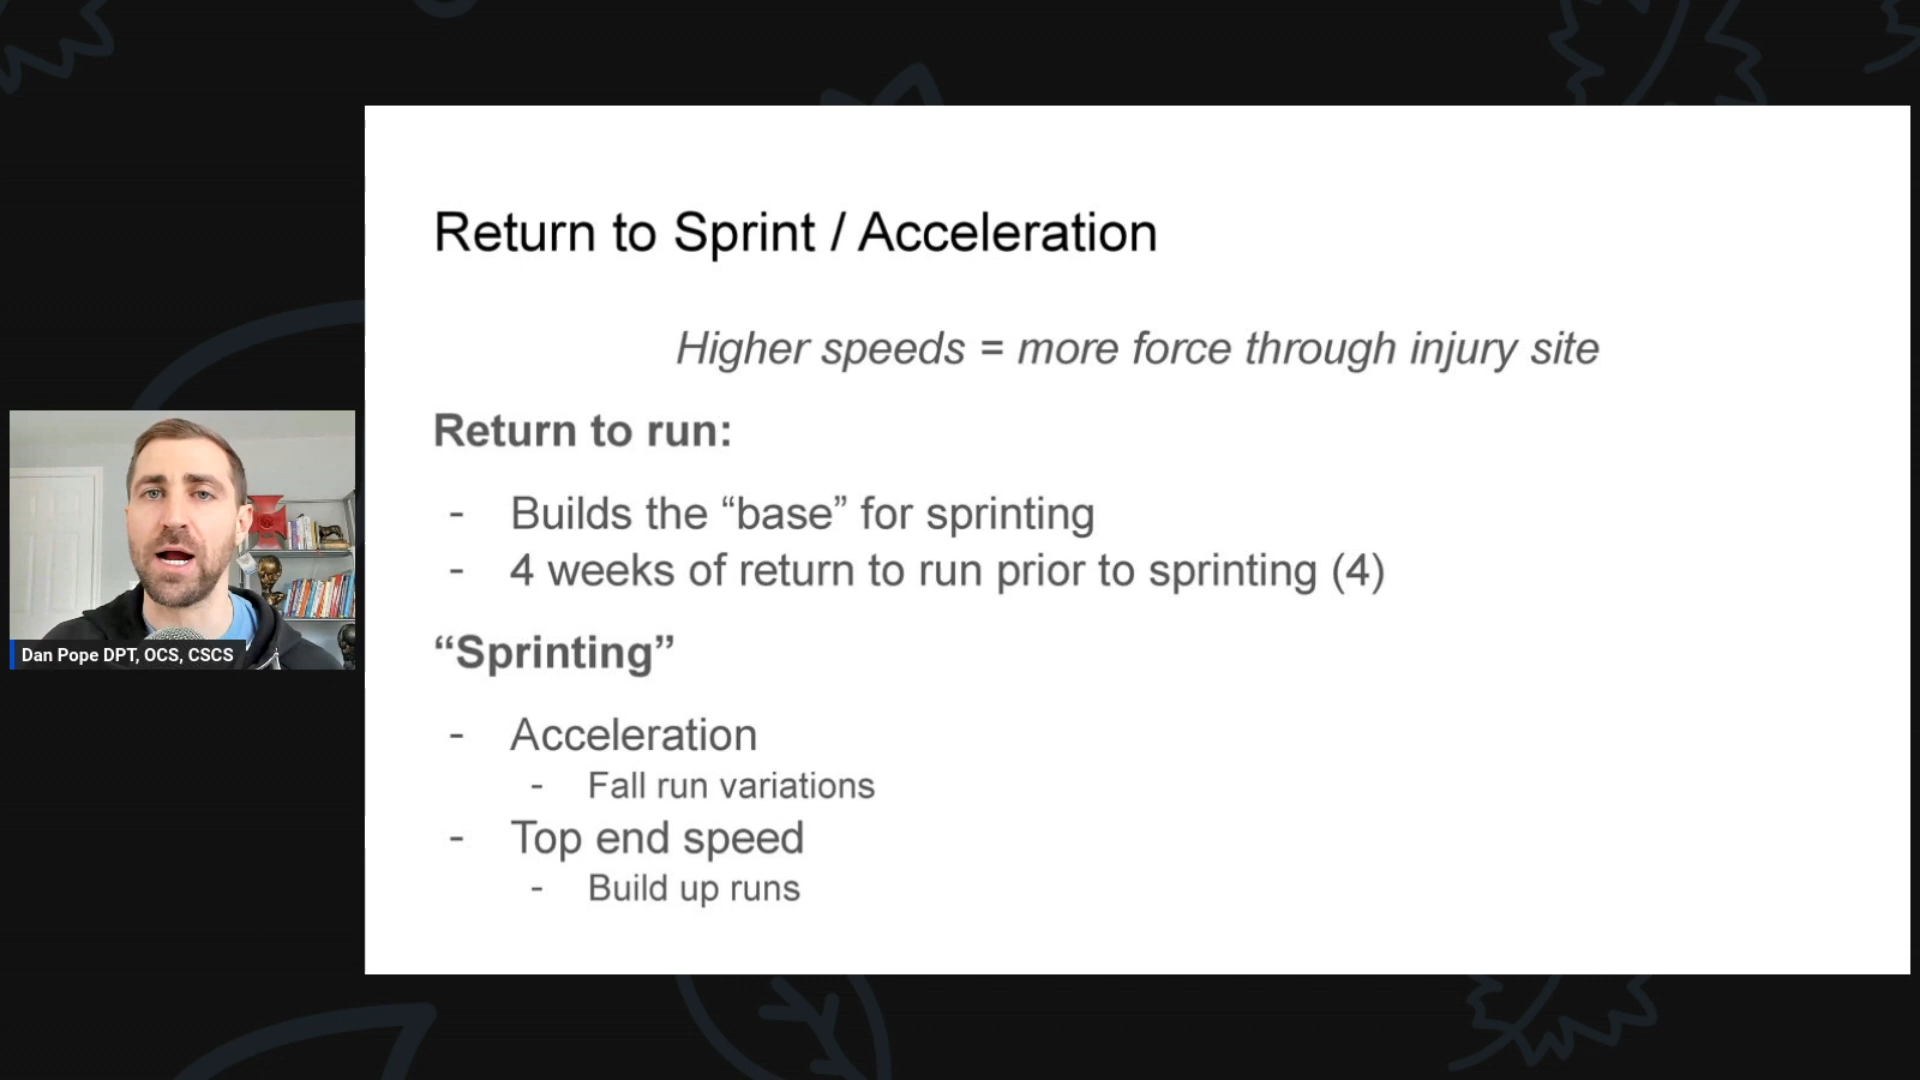 Return to Sprint / Acceleration
Higher speeds = more force through injury site
Return to run:
- Builds the “base” for sprinting
- 4 weeks of return to run prior to sprinting (4)
“Sprinting”
- Acceleration
- Fall run variations
- Top end speed
- Build up runs
Dan Pope DPT, OCS, CSCS